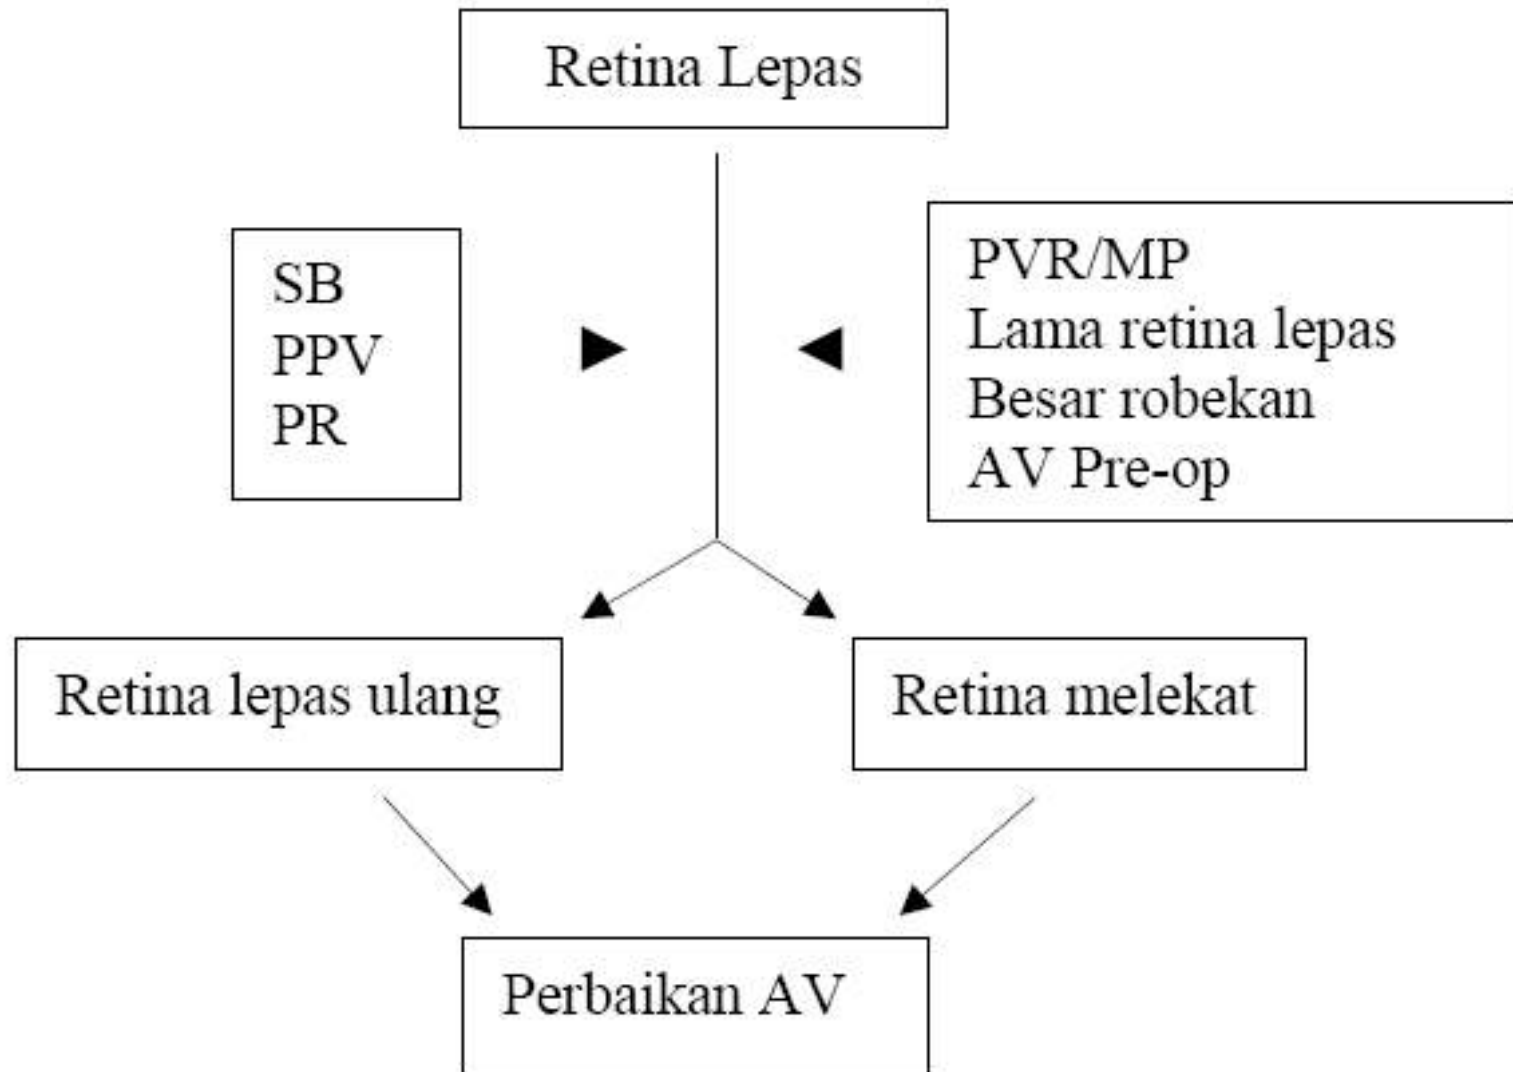 Retina Lepas
SB
PPV
PR
PVR/MP
Lama retina lepas
Besar robekan
AV Pre-op
Retina lepas ulang
Retina melekat
Perbaikan AV